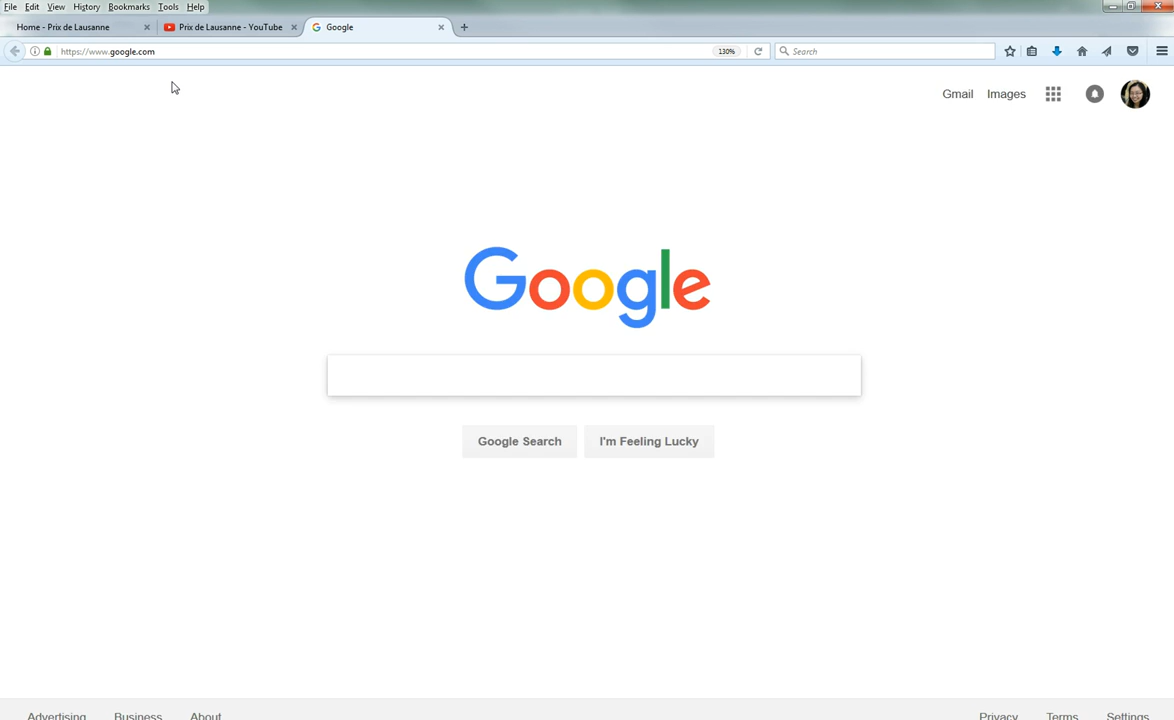 File Edit View History Bookmarks Tools Help
Home - Prix de Lausanne Prix de Lausanne - YouTube Google
https://www.google.com 130% Search
Gmail Images
Google
Google Search I'm Feeling Lucky
Advertising Business About Privacy Terms Settings